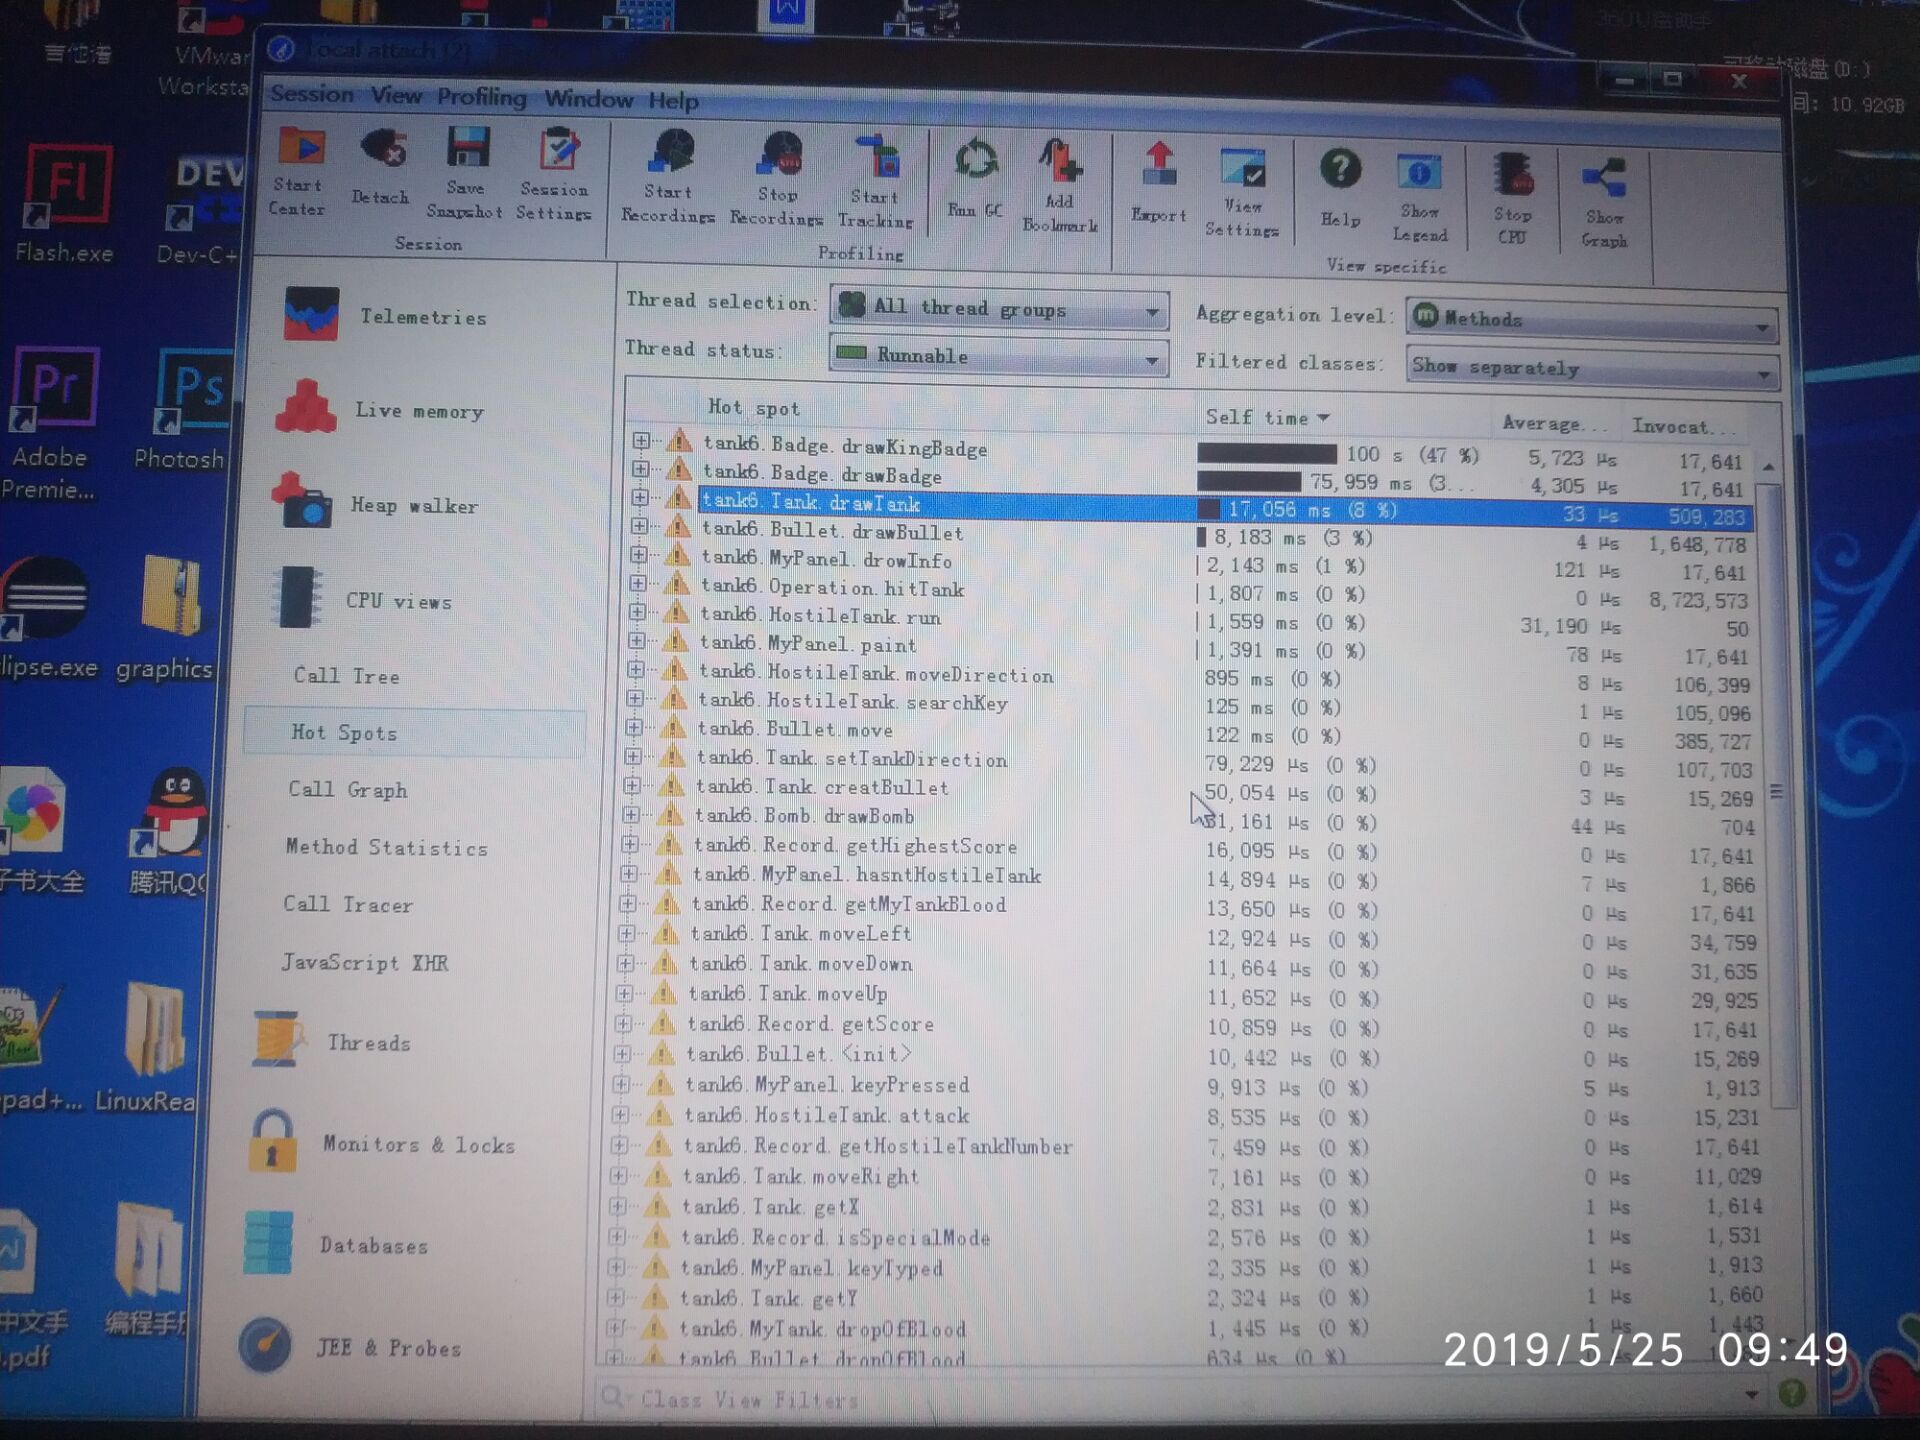 Local attach (2)
言他语
VMwar
Worksta
Flash.exe
Dev-C+
Adobe
Premie...
Photosh
lipse.exe
graphics
子书大全
腾讯QQ
pad+...
LinuxRea
中文手
.pdf
编程手册
磁盘 (D:)
间: 10.92GB
Session View Profiling Window Help
Start Center
Detach
Save Snapshot
Session Settings
Start Recordings
Stop Recordings
Start Tracking
Run GC
Add Bookmark
Export
View Settings
Help
Show Legend
Stop CPU
Show Graph
Session
Profiling
View specific
Telemetries
Live memory
Heap walker
CPU views
Call Tree
Hot Spots
Call Graph
Method Statistics
Call Tracer
JavaScript XHR
Threads
Monitors & locks
Databases
JEE & Probes
Thread selection: All thread groups
Aggregation level: Methods
Thread status: Runnable
Filtered classes: Show separately
Hot spot Self time Average... Invocat...
tank6.Badge.drawKingBadge 100 s (47 %) 5,723 µs 17,641
tank6.Badge.drawBadge 75,959 ms (3... 4,305 µs 17,641
tank6.Tank.drawTank 17,056 ms (8 %) 33 µs 509,283
tank6.Bullet.drawBullet 8,183 ms (3 %) 4 µs 1,648,778
tank6.MyPanel.drowInfo 2,143 ms (1 %) 121 µs 17,641
tank6.Operation.hitTank 1,807 ms (0 %) 0 µs 8,723,573
tank6.HostileTank.run 1,559 ms (0 %) 31,190 µs 50
tank6.MyPanel.paint 1,391 ms (0 %) 78 µs 17,641
tank6.HostileTank.moveDirection 895 ms (0 %) 8 µs 106,399
tank6.HostileTank.searchKey 125 ms (0 %) 1 µs 105,096
tank6.Bullet.move 122 ms (0 %) 0 µs 385,727
tank6.Tank.setTankDirection 79,229 µs (0 %) 0 µs 107,703
tank6.Tank.creatBullet 50,054 µs (0 %) 3 µs 15,269
tank6.Bomb.drawBomb 31,161 µs (0 %) 44 µs 704
tank6.Record.getHighestScore 16,095 µs (0 %) 0 µs 17,641
tank6.MyPanel.hasntHostileTank 14,894 µs (0 %) 7 µs 1,866
tank6.Record.getMyTankBlood 13,650 µs (0 %) 0 µs 17,641
tank6.Tank.moveLeft 12,924 µs (0 %) 0 µs 34,759
tank6.Tank.moveDown 11,664 µs (0 %) 0 µs 31,635
tank6.Tank.moveUp 11,652 µs (0 %) 0 µs 29,925
tank6.Record.getScore 10,859 µs (0 %) 0 µs 17,641
tank6.Bullet.<init> 10,442 µs (0 %) 0 µs 15,269
tank6.MyPanel.keyPressed 9,913 µs (0 %) 5 µs 1,913
tank6.HostileTank.attack 8,535 µs (0 %) 0 µs 15,231
tank6.Record.getHostileTankNumber 7,459 µs (0 %) 0 µs 17,641
tank6.Tank.moveRight 7,161 µs (0 %) 0 µs 11,029
tank6.Tank.getX 2,831 µs (0 %) 1 µs 1,614
tank6.Record.isSpecialMode 2,576 µs (0 %) 1 µs 1,531
tank6.MyPanel.keyTyped 2,335 µs (0 %) 1 µs 1,913
tank6.Tank.getY 2,324 µs (0 %) 1 µs 1,660
tank6.MyTank.dropOfBlood 1,445 µs (0 %) 1 µs 1,443
tank6.Bullet.dropOfBlood 634 µs (0 %)
Class View Filters
2019/5/25 09:49